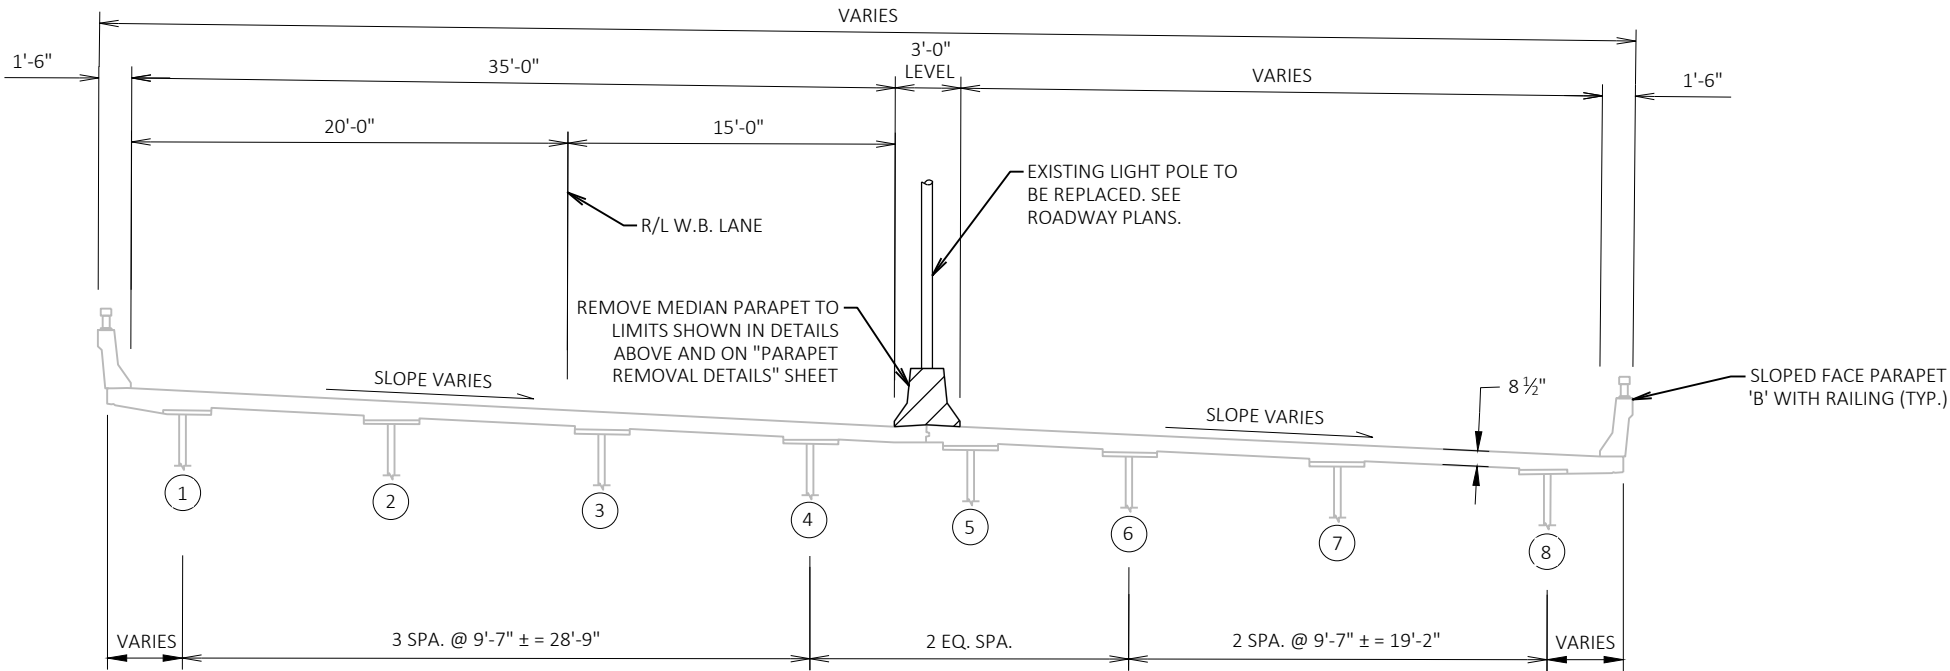 VARIES
1'-6"
35'-0"
3'-0"
LEVEL
VARIES
1'-6"
20'-0"
15'-0"
R/L W.B. LANE
EXISTING LIGHT POLE TO
BE REPLACED. SEE
ROADWAY PLANS.
REMOVE MEDIAN PARAPET TO
LIMITS SHOWN IN DETAILS
ABOVE AND ON "PARAPET
REMOVAL DETAILS" SHEET
SLOPE VARIES
SLOPE VARIES
8 ½"
SLOPED FACE PARAPET
'B' WITH RAILING (TYP.)
1
2
3
4
5
6
7
8
VARIES
3 SPA. @ 9'-7" ± = 28'-9"
2 EQ. SPA.
2 SPA. @ 9'-7" ± = 19'-2"
VARIES